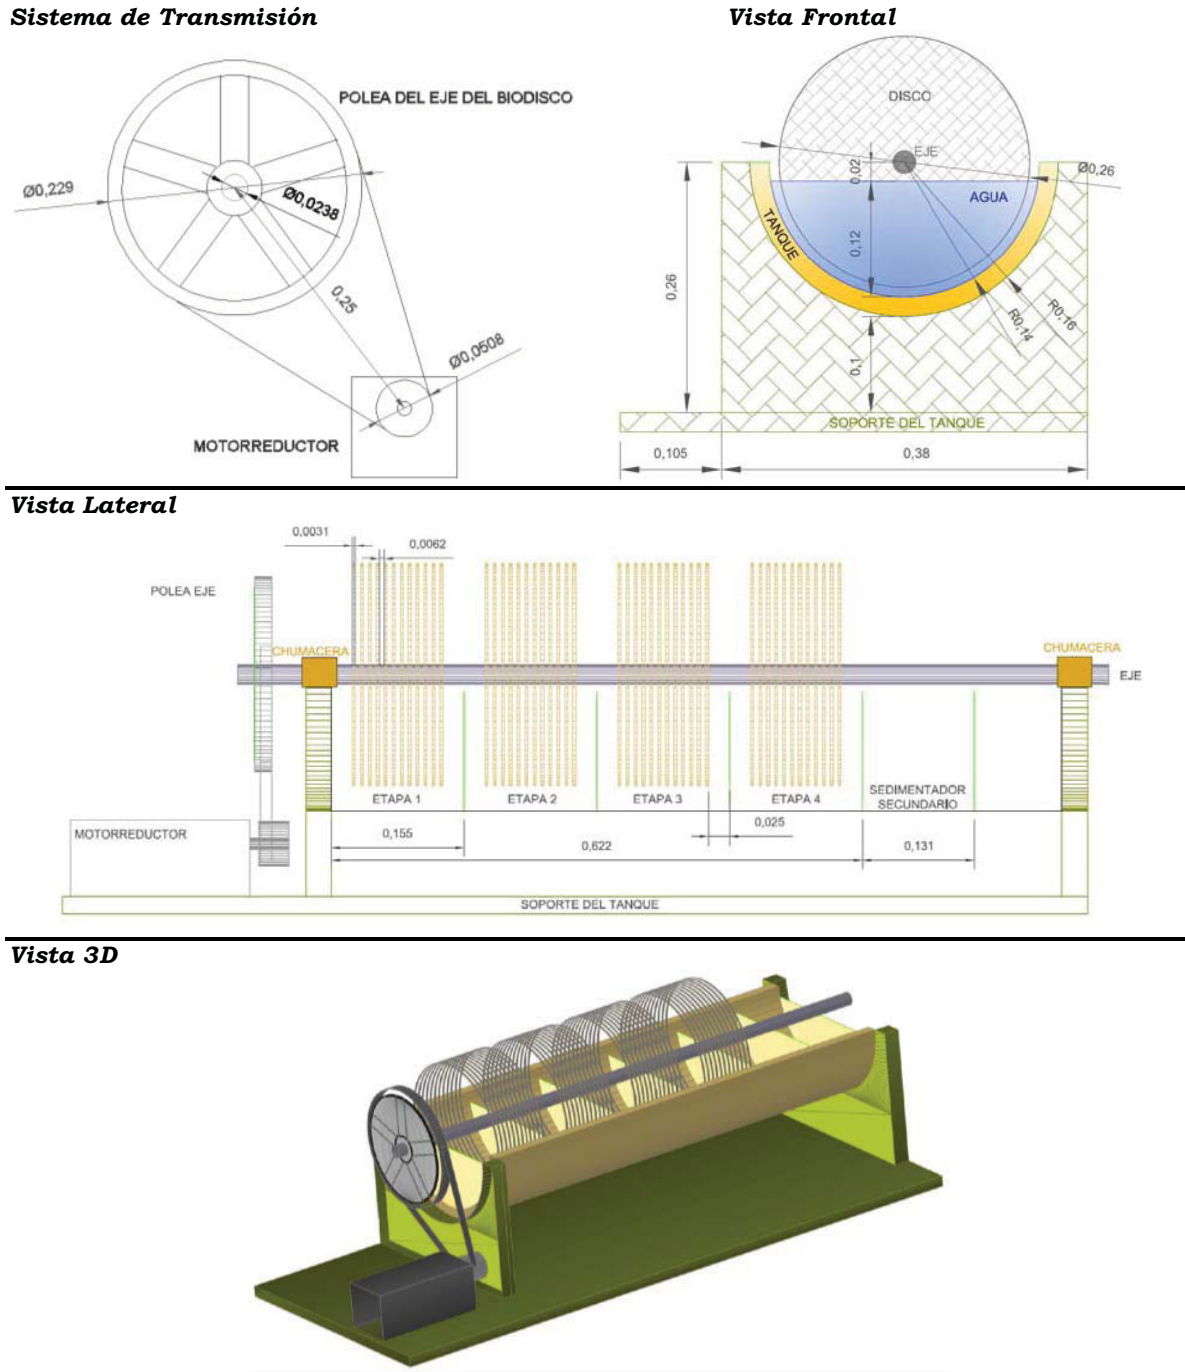 Sistema de Transmisión
POLEA DEL EJE DEL BIODISCO
Ø0,229
Ø0,0238
0,25
Ø0,0508
MOTORREDUCTOR
Vista Frontal
DISCO
EJE
0,02
Ø0,26
AGUA
TANQUE
0,12
0,26
R0,14
R0,16
0,1
SOPORTE DEL TANQUE
0,105
0,38
Vista Lateral
0,0031
0,0062
POLEA EJE
CHUMACERA
CHUMACERA
EJE
ETAPA 1
ETAPA 2
ETAPA 3
ETAPA 4
SEDIMENTADOR
SECUNDARIO
0,025
MOTORREDUCTOR
0,155
0,622
0,131
SOPORTE DEL TANQUE
Vista 3D